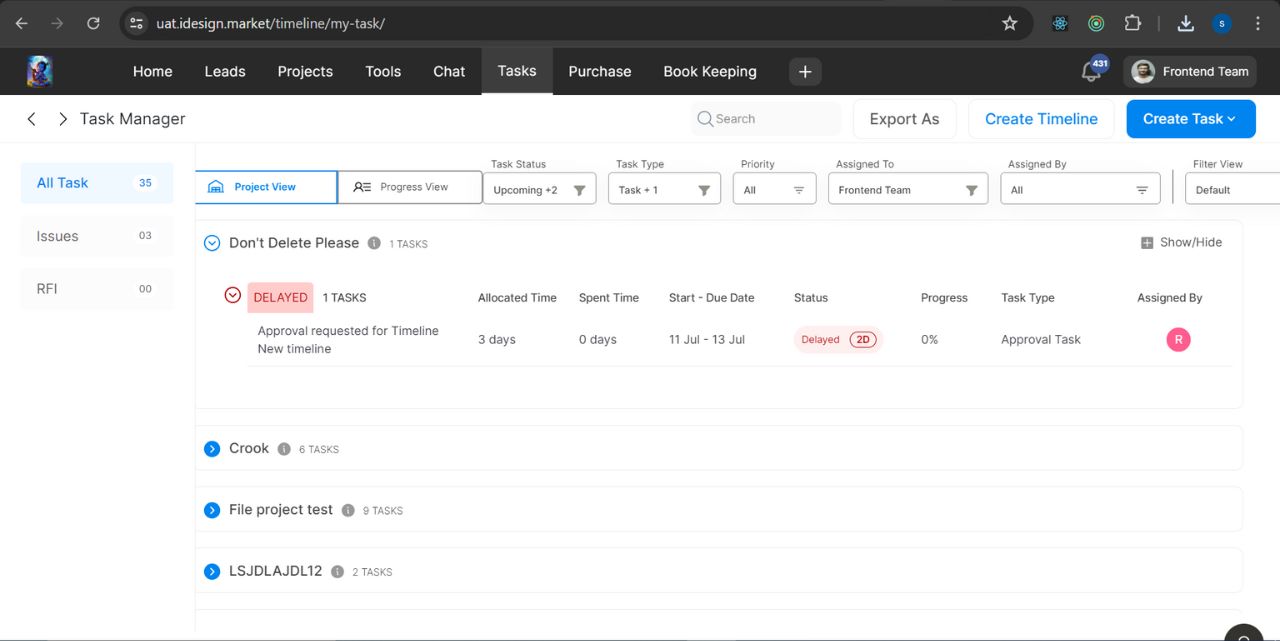 uat.idesign.market/timeline/my-task/
s
Home Leads Projects Tools Chat Tasks Purchase Book Keeping + 431 Frontend Team
Task Manager Search Export As Create Timeline Create Task
All Task 35
Issues 03
RFI 00
Task Status Task Type Priority Assigned To Assigned By Filter View
Project View Progress View Upcoming +2 Task + 1 All Frontend Team All Default
Don't Delete Please 1 TASKS Show/Hide
DELAYED 1 TASKS Allocated Time Spent Time Start - Due Date Status Progress Task Type Assigned By
Approval requested for Timeline
New timeline
3 days 0 days 11 Jul - 13 Jul Delayed 2D 0% Approval Task R
Crook 6 TASKS
File project test 9 TASKS
LSJDLAJDL12 2 TASKS